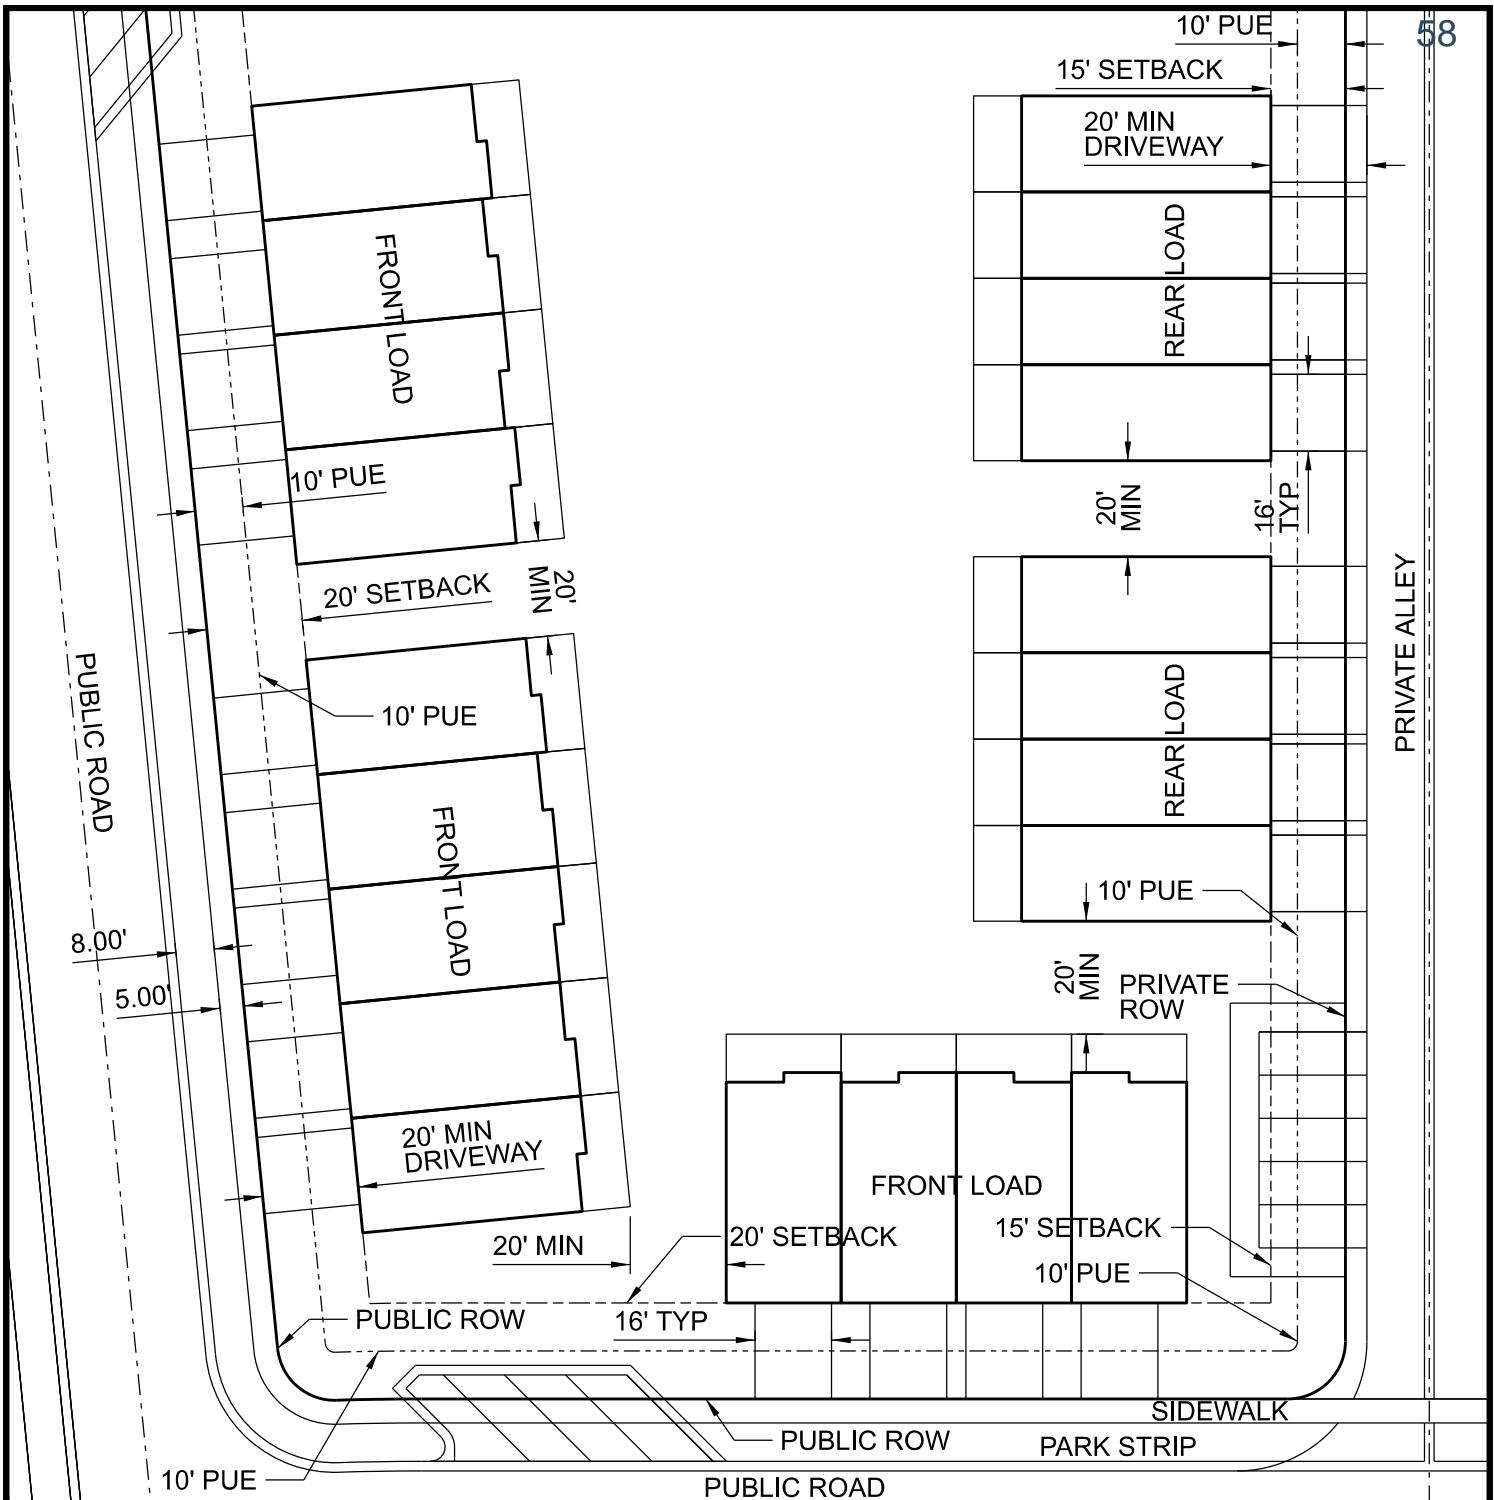 10' PUE
58
15' SETBACK
20' MIN
DRIVEWAY
FRONT LOAD
REAR LOAD
10' PUE
20'
MIN
16'
TYP
20' SETBACK
20'
MIN
PRIVATE ALLEY
PUBLIC ROAD
10' PUE
REAR LOAD
FRONT LOAD
10' PUE
8.00'
5.00'
20'
MIN
PRIVATE
ROW
20' MIN
DRIVEWAY
FRONT LOAD
20' MIN
20' SETBACK
15' SETBACK
10' PUE
PUBLIC ROW
16' TYP
SIDEWALK
PUBLIC ROW
PARK STRIP
10' PUE
PUBLIC ROAD